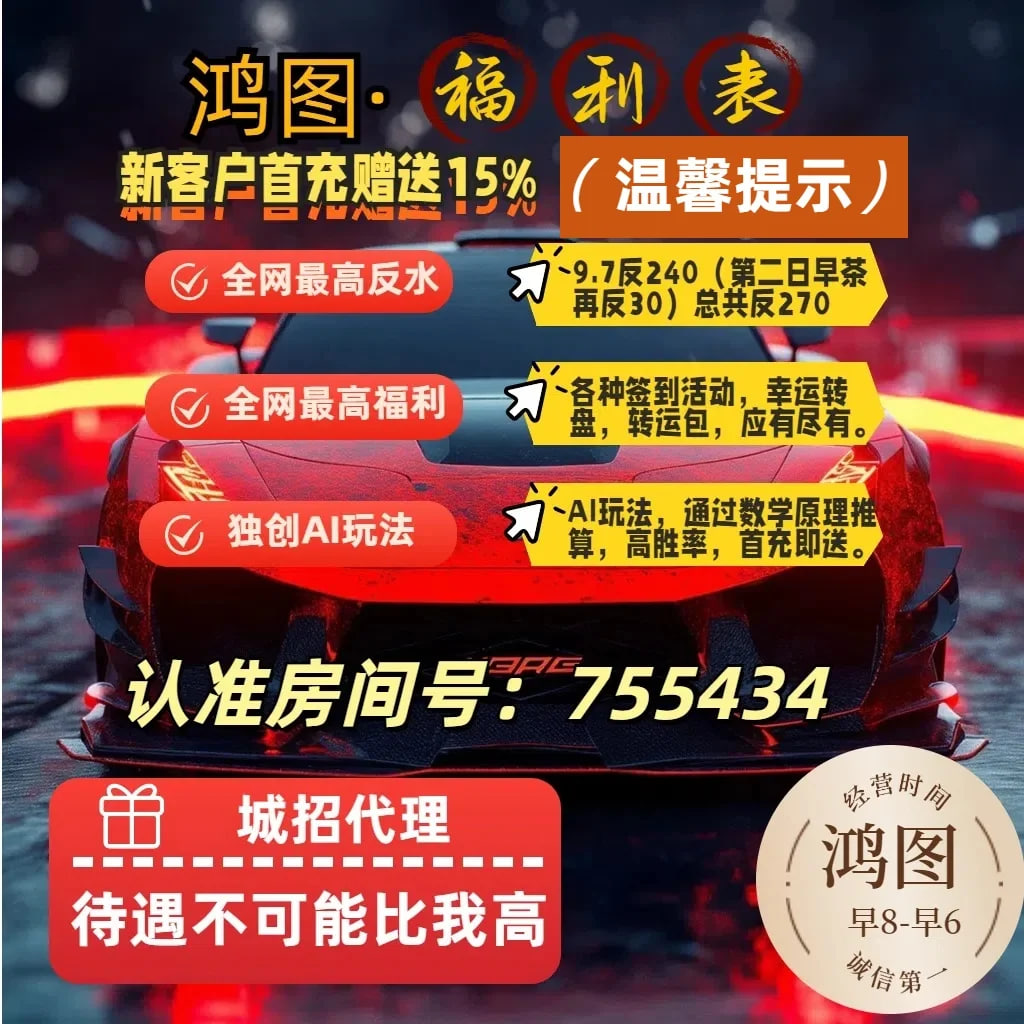 鸿图·福利表
新客户首充赠送15%
（温馨提示）
全网最高反水
9.7反240（第二日早茶
再反30）总共反270
全网最高福利
各种签到活动，幸运转
盘，转运包，应有尽有。
独创AI玩法
AI玩法，通过数学原理推
算，高胜率，首充即送。
认准房间号：755434
城招代理
待遇不可能比我高
经营时间
鸿图
早8-早6
诚信第一